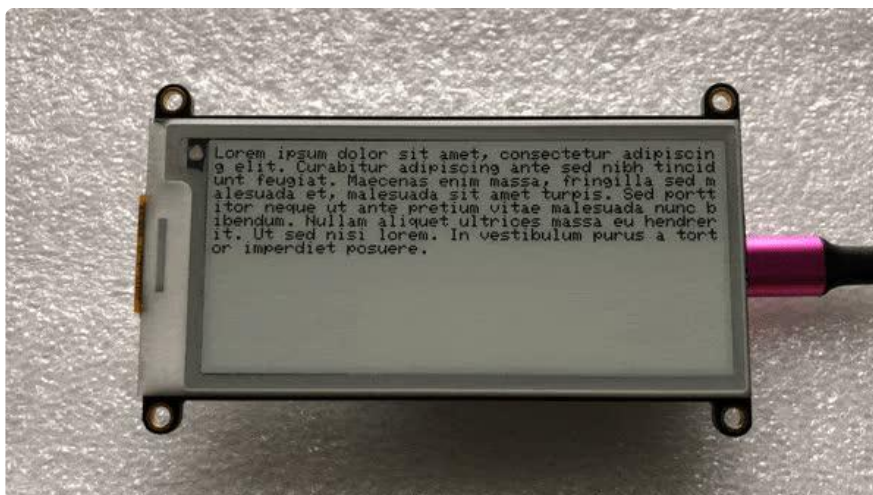 Lorem ipsum dolor sit amet, consectetur adipiscin
g elit. Curabitur adipiscing ante sed nibh tincid
unt feugiat. Maecenas enim massa, fringilla sed m
alesuada et, malesuada sit amet turpis. Sed portt
itor neque ut ante pretium vitae malesuada nunc b
ibendum. Nullam aliquet ultrices massa eu hendrer
it. Ut sed nisi lorem. In vestibulum purus a tort
or imperdiet posuere.